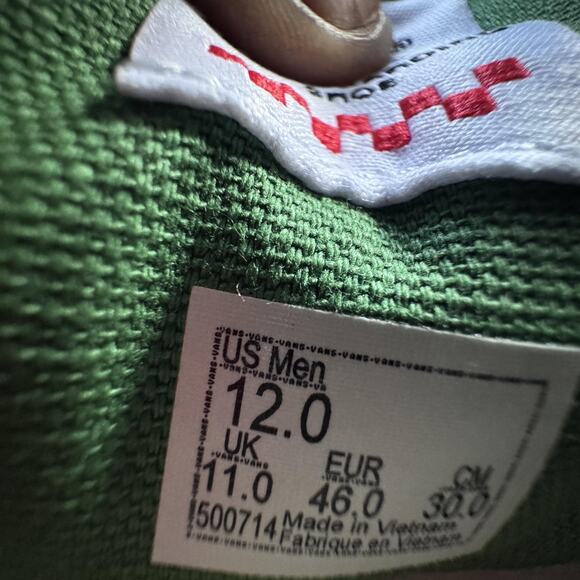 US Men
12.0
UK EUR CM
11.0 46.0 30.0
500714 Made in Vietnam
Fabrique en Vietnam